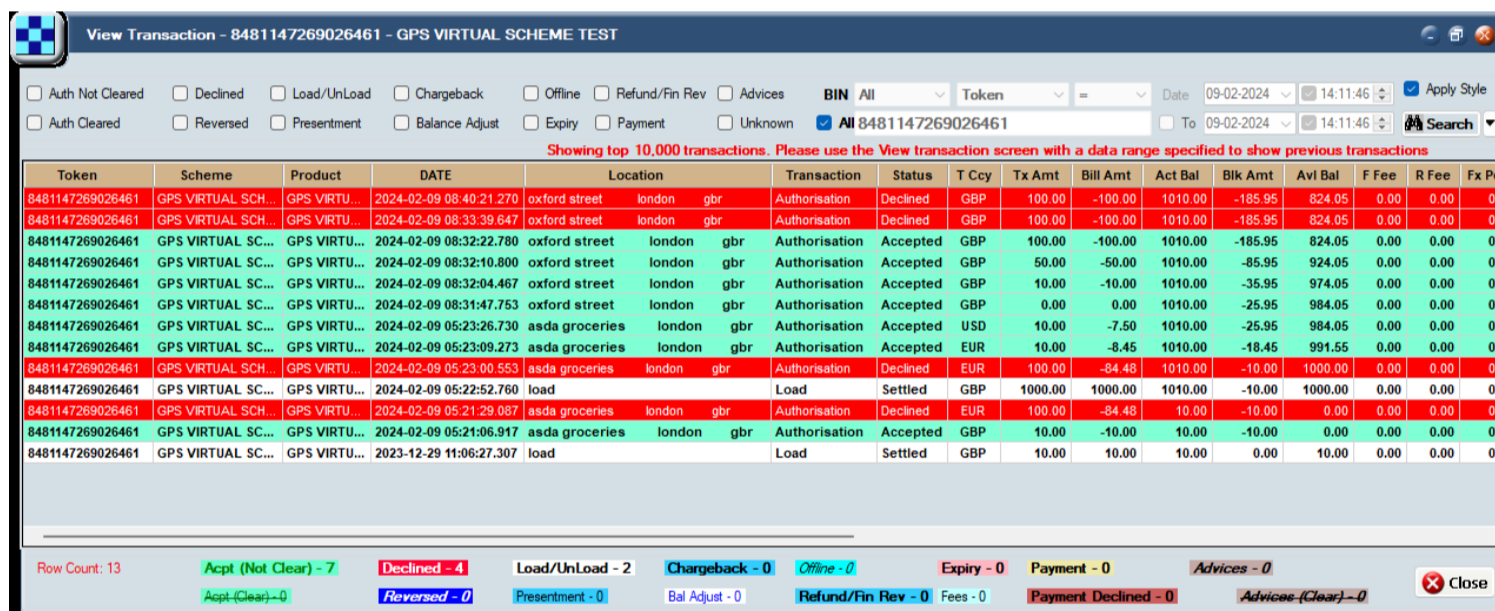 View Transaction - 8481147269026461 - GPS VIRTUAL SCHEME TEST
Auth Not Cleared Declined Load/UnLoad Chargeback Offline Refund/Fin Rev Advices BIN All Token = Date 09-02-2024 14:11:46 Apply Style
Auth Cleared Reversed Presentment Balance Adjust Expiry Payment Unknown All 8481147269026461 To 09-02-2024 14:11:46 Search
Showing top 10,000 transactions. Please use the View transaction screen with a data range specified to show previous transactions
Token Scheme Product DATE Location Transaction Status T Ccy Tx Amt Bill Amt Act Bal Blk Amt Avl Bal F Fee R Fee Fx P
8481147269026461 GPS VIRTUAL SCH... GPS VIRTU... 2024-02-09 08:40:21.270 oxford street london gbr Authorisation Declined GBP 100.00 -100.00 1010.00 -185.95 824.05 0.00 0.00 0
8481147269026461 GPS VIRTUAL SCH... GPS VIRTU... 2024-02-09 08:33:39.647 oxford street london gbr Authorisation Declined GBP 100.00 -100.00 1010.00 -185.95 824.05 0.00 0.00 0
8481147269026461 GPS VIRTUAL SC... GPS VIRTU... 2024-02-09 08:32:22.780 oxford street london gbr Authorisation Accepted GBP 100.00 -100.00 1010.00 -185.95 824.05 0.00 0.00 0
8481147269026461 GPS VIRTUAL SC... GPS VIRTU... 2024-02-09 08:32:10.800 oxford street london gbr Authorisation Accepted GBP 50.00 -50.00 1010.00 -85.95 924.05 0.00 0.00 0
8481147269026461 GPS VIRTUAL SC... GPS VIRTU... 2024-02-09 08:32:04.467 oxford street london gbr Authorisation Accepted GBP 10.00 -10.00 1010.00 -35.95 974.05 0.00 0.00 0
8481147269026461 GPS VIRTUAL SC... GPS VIRTU... 2024-02-09 08:31:47.753 oxford street london gbr Authorisation Accepted GBP 0.00 0.00 1010.00 -25.95 984.05 0.00 0.00 0
8481147269026461 GPS VIRTUAL SC... GPS VIRTU... 2024-02-09 05:23:26.730 asda groceries london gbr Authorisation Accepted USD 10.00 -7.50 1010.00 -25.95 984.05 0.00 0.00 0
8481147269026461 GPS VIRTUAL SC... GPS VIRTU... 2024-02-09 05:23:09.273 asda groceries london gbr Authorisation Accepted EUR 10.00 -8.45 1010.00 -18.45 991.55 0.00 0.00 0
8481147269026461 GPS VIRTUAL SCH... GPS VIRTU... 2024-02-09 05:23:00.553 asda groceries london gbr Authorisation Declined EUR 100.00 -84.48 1010.00 -10.00 1000.00 0.00 0.00 0
8481147269026461 GPS VIRTUAL SC... GPS VIRTU... 2024-02-09 05:22:52.760 load Load Settled GBP 1000.00 1000.00 1010.00 -10.00 1000.00 0.00 0.00 0
8481147269026461 GPS VIRTUAL SCH... GPS VIRTU... 2024-02-09 05:21:29.087 asda groceries london gbr Authorisation Declined EUR 100.00 -84.48 10.00 -10.00 0.00 0.00 0.00 0
8481147269026461 GPS VIRTUAL SC... GPS VIRTU... 2024-02-09 05:21:06.917 asda groceries london gbr Authorisation Accepted GBP 10.00 -10.00 10.00 -10.00 0.00 0.00 0.00 0
8481147269026461 GPS VIRTUAL SC... GPS VIRTU... 2023-12-29 11:06:27.307 load Load Settled GBP 10.00 10.00 10.00 0.00 10.00 0.00 0.00 0
Row Count: 13 Acpt (Not Clear) - 7 Declined - 4 Load/UnLoad - 2 Chargeback - 0 Offline - 0 Expiry - 0 Payment - 0 Advices - 0
Acpt (Clear) - 0 Reversed - 0 Presentment - 0 Bal Adjust - 0 Refund/Fin Rev - 0 Fees - 0 Payment Declined - 0 Advices (Clear) - 0 Close